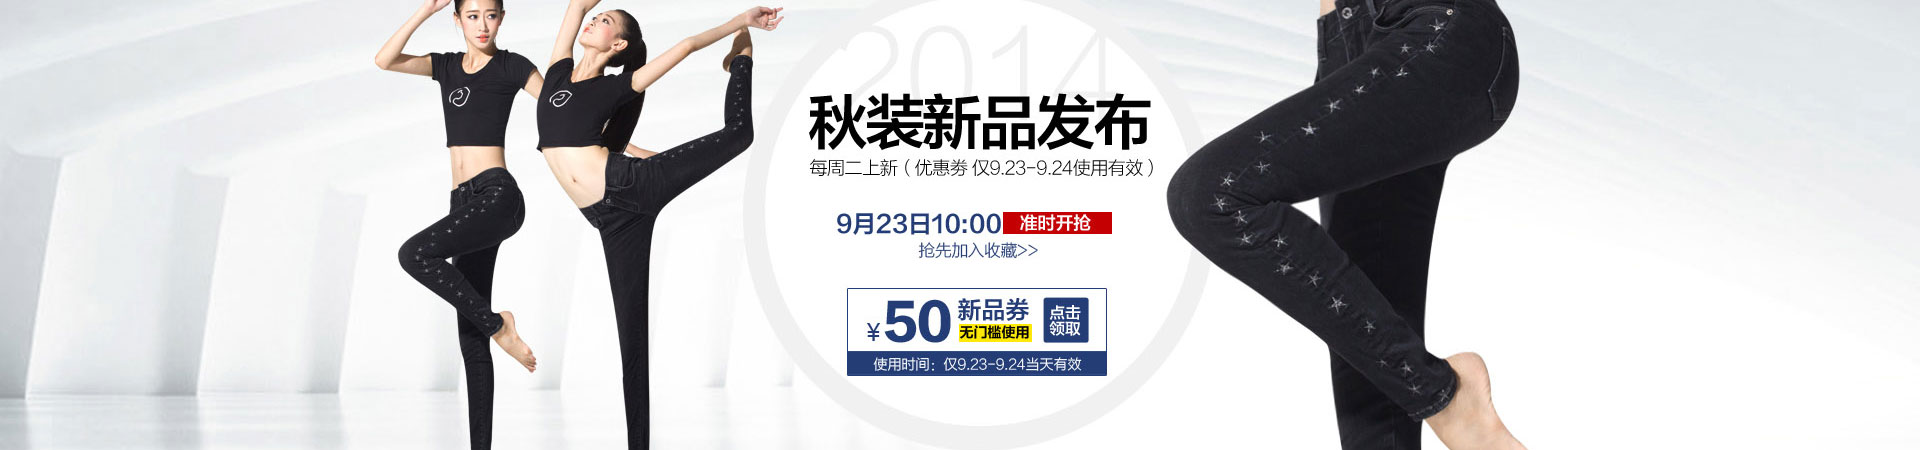 2014
秋装新品发布
每周二上新（优惠劵 仅9.23-9.24使用有效）
9月23日10:00 准时开抢
抢先加入收藏>>
¥50 新品券 无门槛使用 点击领取
使用时间：仅9.23-9.24当天有效